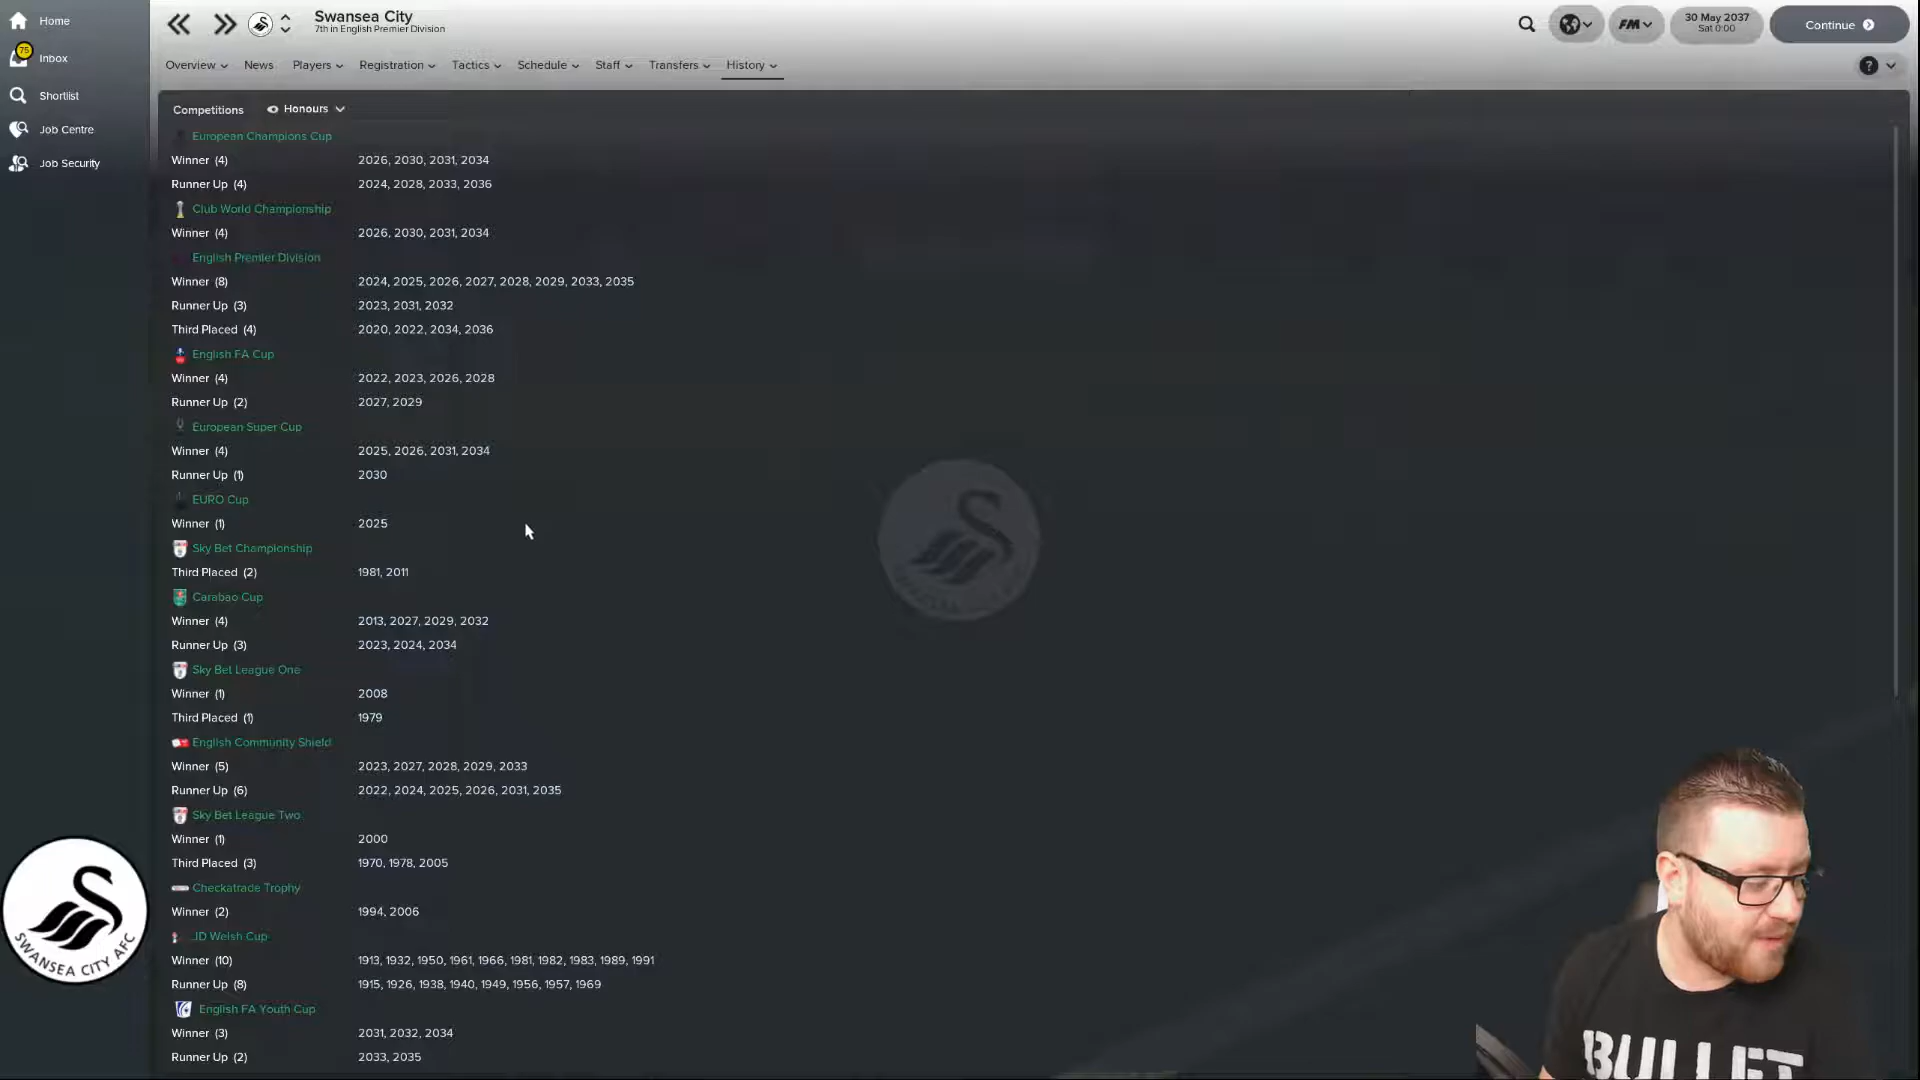 Home
75
Inbox
Shortlist
Job Centre
Job Security
Swansea City
7th in English Premier Division
FM
30 May 2037
Sat 0:00
Continue
Overview News Players Registration Tactics Schedule Staff Transfers History
?
Competitions Honours
European Champions Cup
Winner (4) 2026, 2030, 2031, 2034
Runner Up (4) 2024, 2028, 2033, 2036
Club World Championship
Winner (4) 2026, 2030, 2031, 2034
English Premier Division
Winner (8) 2024, 2025, 2026, 2027, 2028, 2029, 2033, 2035
Runner Up (3) 2023, 2031, 2032
Third Placed (4) 2020, 2022, 2034, 2036
English FA Cup
Winner (4) 2022, 2023, 2026, 2028
Runner Up (2) 2027, 2029
European Super Cup
Winner (4) 2025, 2026, 2031, 2034
Runner Up (1) 2030
EURO Cup
Winner (1) 2025
Sky Bet Championship
Third Placed (2) 1981, 2011
Carabao Cup
Winner (4) 2013, 2027, 2029, 2032
Runner Up (3) 2023, 2024, 2034
Sky Bet League One
Winner (1) 2008
Third Placed (1) 1979
English Community Shield
Winner (5) 2023, 2027, 2028, 2029, 2033
Runner Up (6) 2022, 2024, 2025, 2026, 2031, 2035
Sky Bet League Two
Winner (1) 2000
Third Placed (3) 1970, 1978, 2005
Checkatrade Trophy
Winner (2) 1994, 2006
JD Welsh Cup
Winner (10) 1913, 1932, 1950, 1961, 1966, 1981, 1982, 1983, 1989, 1991
Runner Up (8) 1915, 1926, 1938, 1940, 1949, 1956, 1957, 1969
English FA Youth Cup
Winner (3) 2031, 2032, 2034
Runner Up (2) 2033, 2035
SWANSEA CITY AFC
BULLET